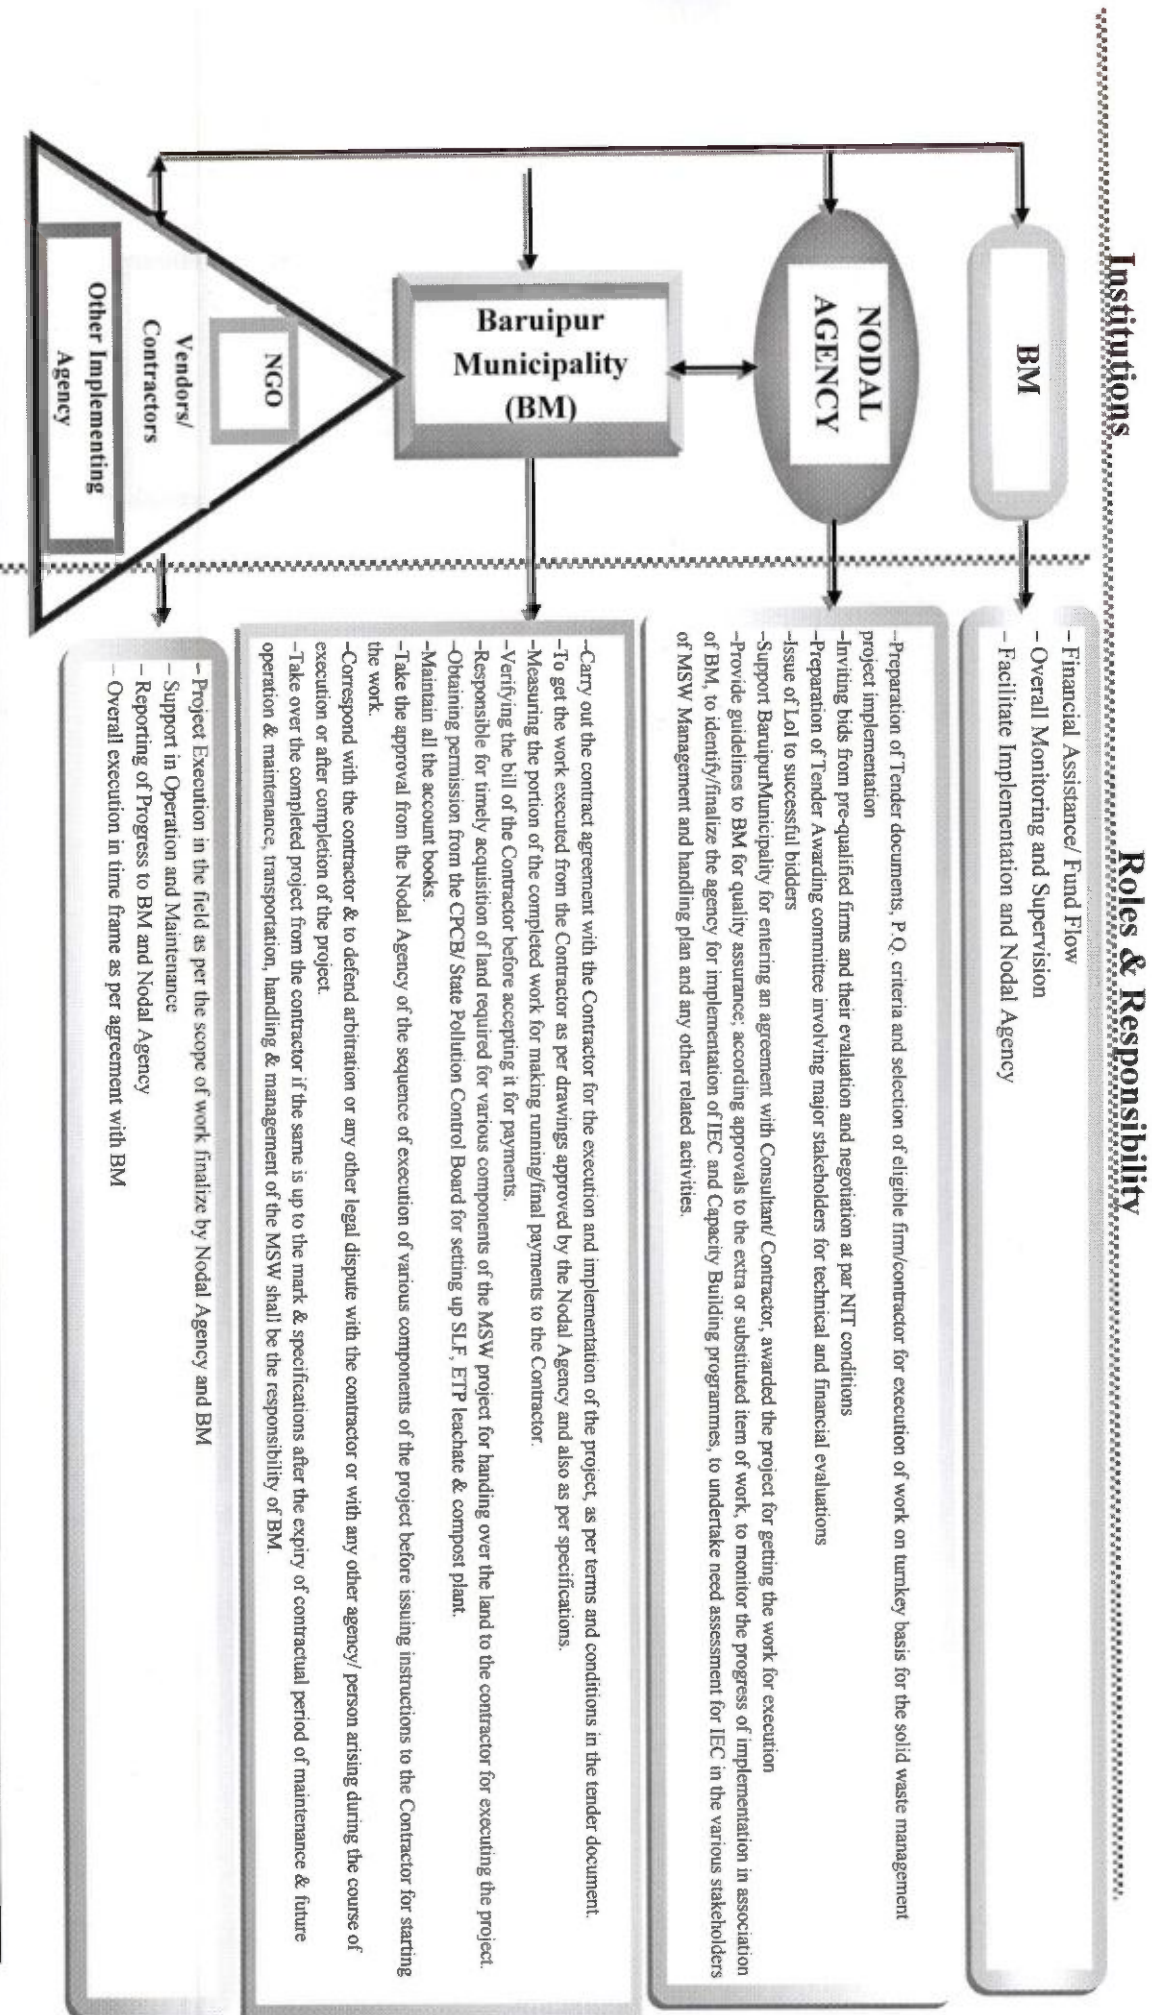 Institutions
Roles & Responsibility
BM
– Financial Assistance/ Fund Flow
– Overall Monitoring and Supervision
– Facilitate Implementation and Nodal Agency
NODAL
AGENCY
–Preparation of Tender documents, P.Q. criteria and selection of eligible firm/contractor for execution of work on turnkey basis for the solid waste management
project implementation
–Inviting bids from pre-qualified firms and their evaluation and negotiation at par NIT conditions
–Preparation of Tender Awarding committee involving major stakeholders for technical and financial evaluations
–Issue of LoI to successful bidders
–Support BaruipurMunicipality for entering an agreement with Consultant/ Contractor, awarded the project for getting the work for execution
–Provide guidelines to BM for quality assurance; according approvals to the extra or substituted item of work, to monitor the progress of implementation in association
of BM, to identify/finalize the agency for implementation of IEC and Capacity Building programmes, to undertake need assessment for IEC in the various stakeholders
of MSW Management and handling plan and any other related activities.
Baruipur
Municipality
(BM)
–Carry out the contract agreement with the Contractor for the execution and implementation of the project, as per terms and conditions in the tender document.
–To get the work executed from the Contractor as per drawings approved by the Nodal Agency and also as per specifications.
–Measuring the portion of the completed work for making running/final payments to the Contractor.
–Verifying the bill of the Contractor before accepting it for payments.
–Responsible for timely acquisition of land required for various components of the MSW project for handing over the land to the contractor for executing the project.
–Obtaining permission from the CPCB/ State Pollution Control Board for setting up SLF, ETP leachate & compost plant.
–Maintain all the account books.
–Take the approval from the Nodal Agency of the sequence of execution of various components of the project before issuing instructions to the Contractor for starting
the work.
–Correspond with the contractor & to defend arbitration or any other legal dispute with the contractor or with any other agency/ person arising during the course of
execution or after completion of the project.
–Take over the completed project from the contractor if the same is up to the mark & specifications after the expiry of contractual period of maintenance & future
operation & maintenance, transportation, handling & management of the MSW shall be the responsibility of BM.
NGO
Vendors/
Contractors
Other Implementing
Agency
– Project Execution in the field as per the scope of work finalize by Nodal Agency and BM
– Support in Operation and Maintenance
– Reporting of Progress to BM and Nodal Agency
– Overall execution in time frame as per agreement with BM